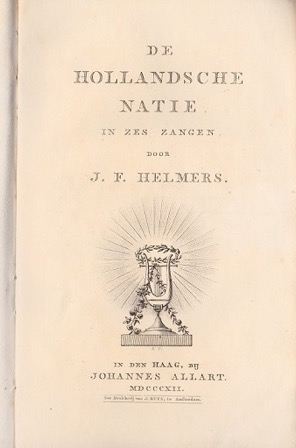 DE
HOLLANDSCHE
NATIE,
IN ZES ZANGEN
DOOR
J. F. HELMERS.
IN DEN HAAG, BIJ
JOHANNES ALLART.
MDCCCXII.
Ter Drukkerij van J. RUYS, te Amsterdam.